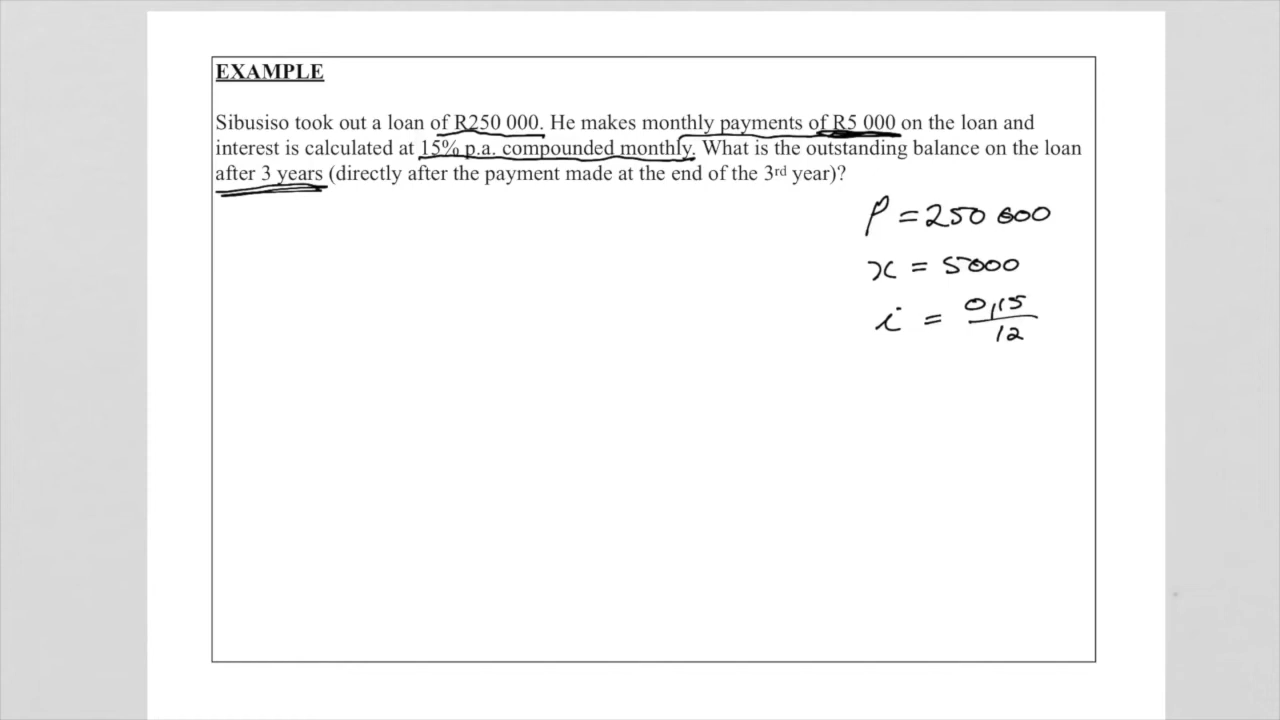 EXAMPLE
Sibusiso took out a loan of R250 000. He makes monthly payments of R5 000 on the loan and
interest is calculated at 15% p.a. compounded monthly. What is the outstanding balance on the loan
after 3 years (directly after the payment made at the end of the 3rd year)?
P = 250 000
x = 5000
i = 0,15
12